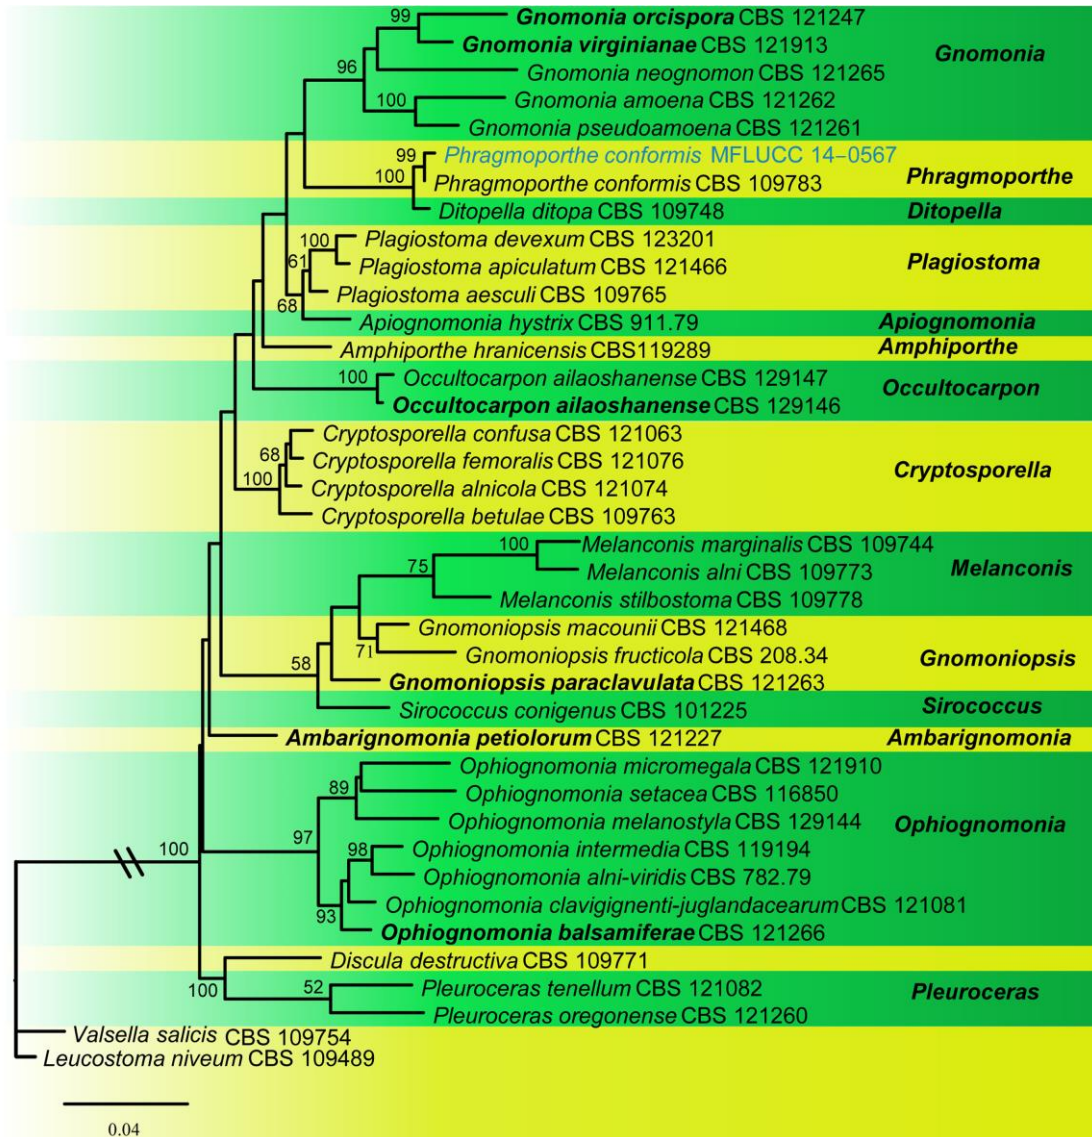 99
Gnomonia orcispora CBS 121247
Gnomonia virginianae CBS 121913
Gnomonia
96
Gnomonia neognomon CBS 121265
100
Gnomonia amoena CBS 121262
Gnomonia pseudoamoena CBS 121261
99
Phragmoporthe conformis MFLUCC 14-0567
100
Phragmoporthe conformis CBS 109783
Phragmoporthe
Ditopella ditopa CBS 109748
Ditopella
100
Plagiostoma devexum CBS 123201
61
Plagiostoma apiculatum CBS 121466
Plagiostoma
68
Plagiostoma aesculi CBS 109765
Apiognomonia hystrix CBS 911.79
Apiognomonia
Amphiporthe hranicensis CBS119289
Amphiporthe
100
Occultocarpon ailaoshanense CBS 129147
Occultocarpon
Occultocarpon ailaoshanense CBS 129146
Cryptosporella confusa CBS 121063
68
Cryptosporella femoralis CBS 121076
Cryptosporella
100
Cryptosporella alnicola CBS 121074
Cryptosporella betulae CBS 109763
100
Melanconis marginalis CBS 109744
75
Melanconis alni CBS 109773
Melanconis
Melanconis stilbostoma CBS 109778
Gnomoniopsis macounii CBS 121468
71
Gnomoniopsis fructicola CBS 208.34
Gnomoniopsis
58
Gnomoniopsis paraclavulata CBS 121263
Sirococcus conigenus CBS 101225
Sirococcus
Ambarignomonia petiolorum CBS 121227
Ambarignomonia
Ophiognomonia micromegala CBS 121910
89
Ophiognomonia setacea CBS 116850
Ophiognomonia melanostyla CBS 129144
Ophiognomonia
97
98
Ophiognomonia intermedia CBS 119194
100
Ophiognomonia alni-viridis CBS 782.79
Ophiognomonia clavigignenti-juglandacearum CBS 121081
93
Ophiognomonia balsamiferae CBS 121266
Discula destructiva CBS 109771
100
52
Pleuroceras tenellum CBS 121082
Pleuroceras
Pleuroceras oregonense CBS 121260
Valsella salicis CBS 109754
Leucostoma niveum CBS 109489
0.04